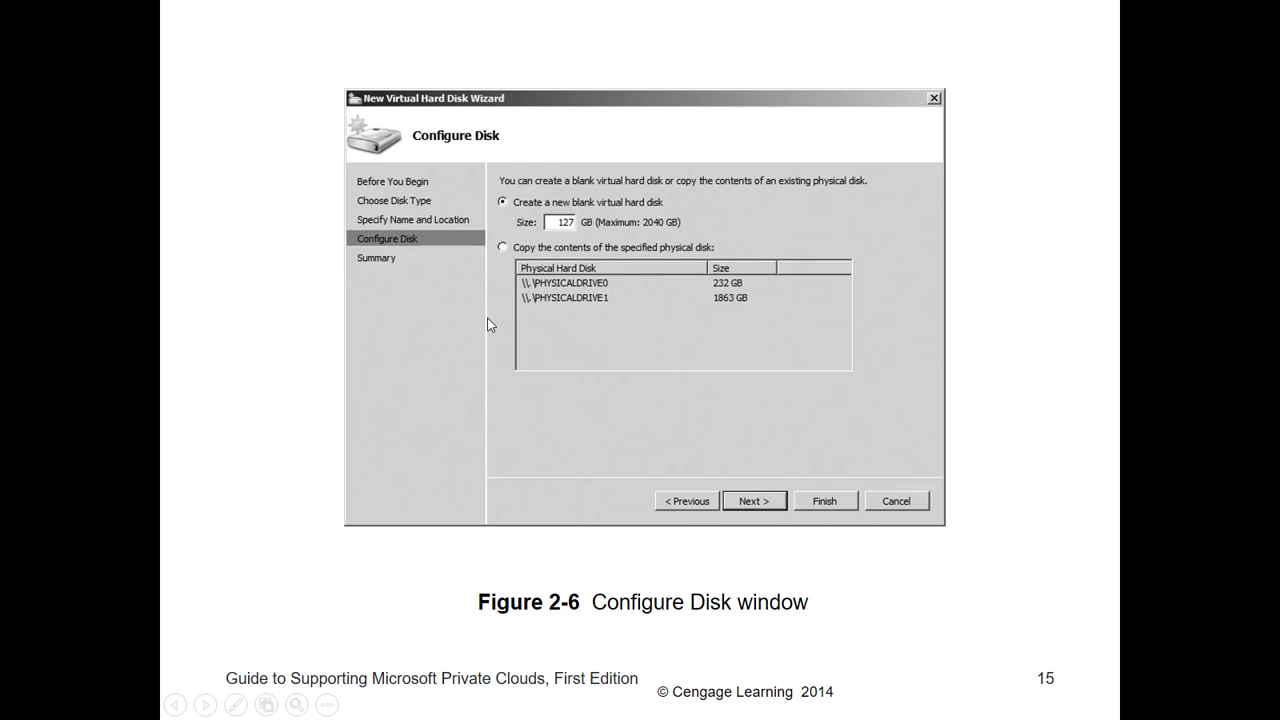 New Virtual Hard Disk Wizard
Configure Disk
Before You Begin
Choose Disk Type
Specify Name and Location
Configure Disk
Summary
You can create a blank virtual hard disk or copy the contents of an existing physical disk.
Create a new blank virtual hard disk
Size: 127 GB (Maximum: 2040 GB)
Copy the contents of the specified physical disk:
Physical Hard Disk Size
\\.\PHYSICALDRIVE0 232 GB
\\.\PHYSICALDRIVE1 1863 GB
< Previous Next > Finish Cancel
Figure 2-6 Configure Disk window
Guide to Supporting Microsoft Private Clouds, First Edition
© Cengage Learning 2014
15